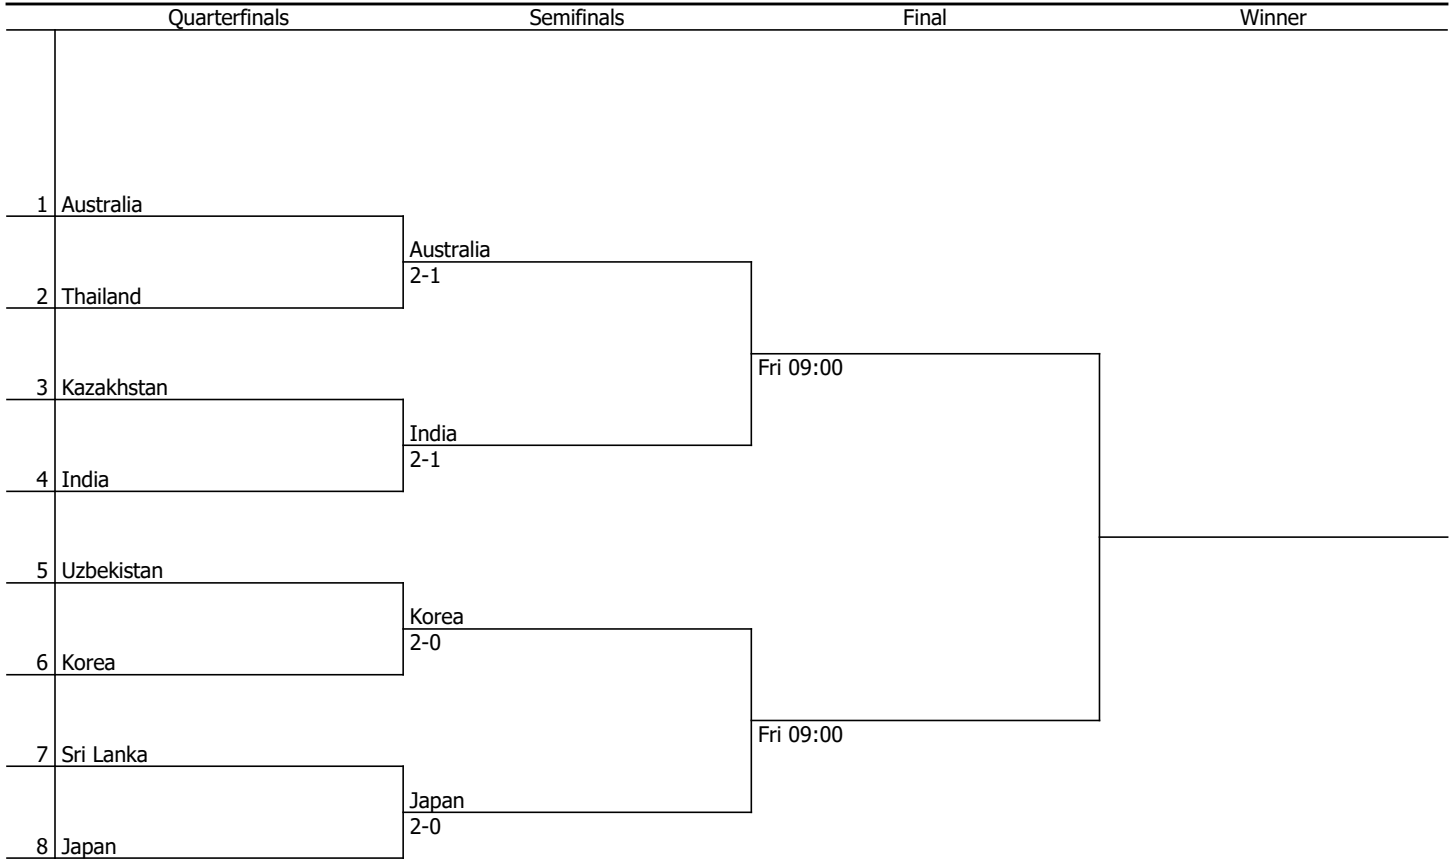 Quarterfinals Semifinals Final Winner
1 Australia
Australia
2-1
2 Thailand
Fri 09:00
3 Kazakhstan
India
2-1
4 India
5 Uzbekistan
Korea
2-0
6 Korea
Fri 09:00
7 Sri Lanka
Japan
2-0
8 Japan